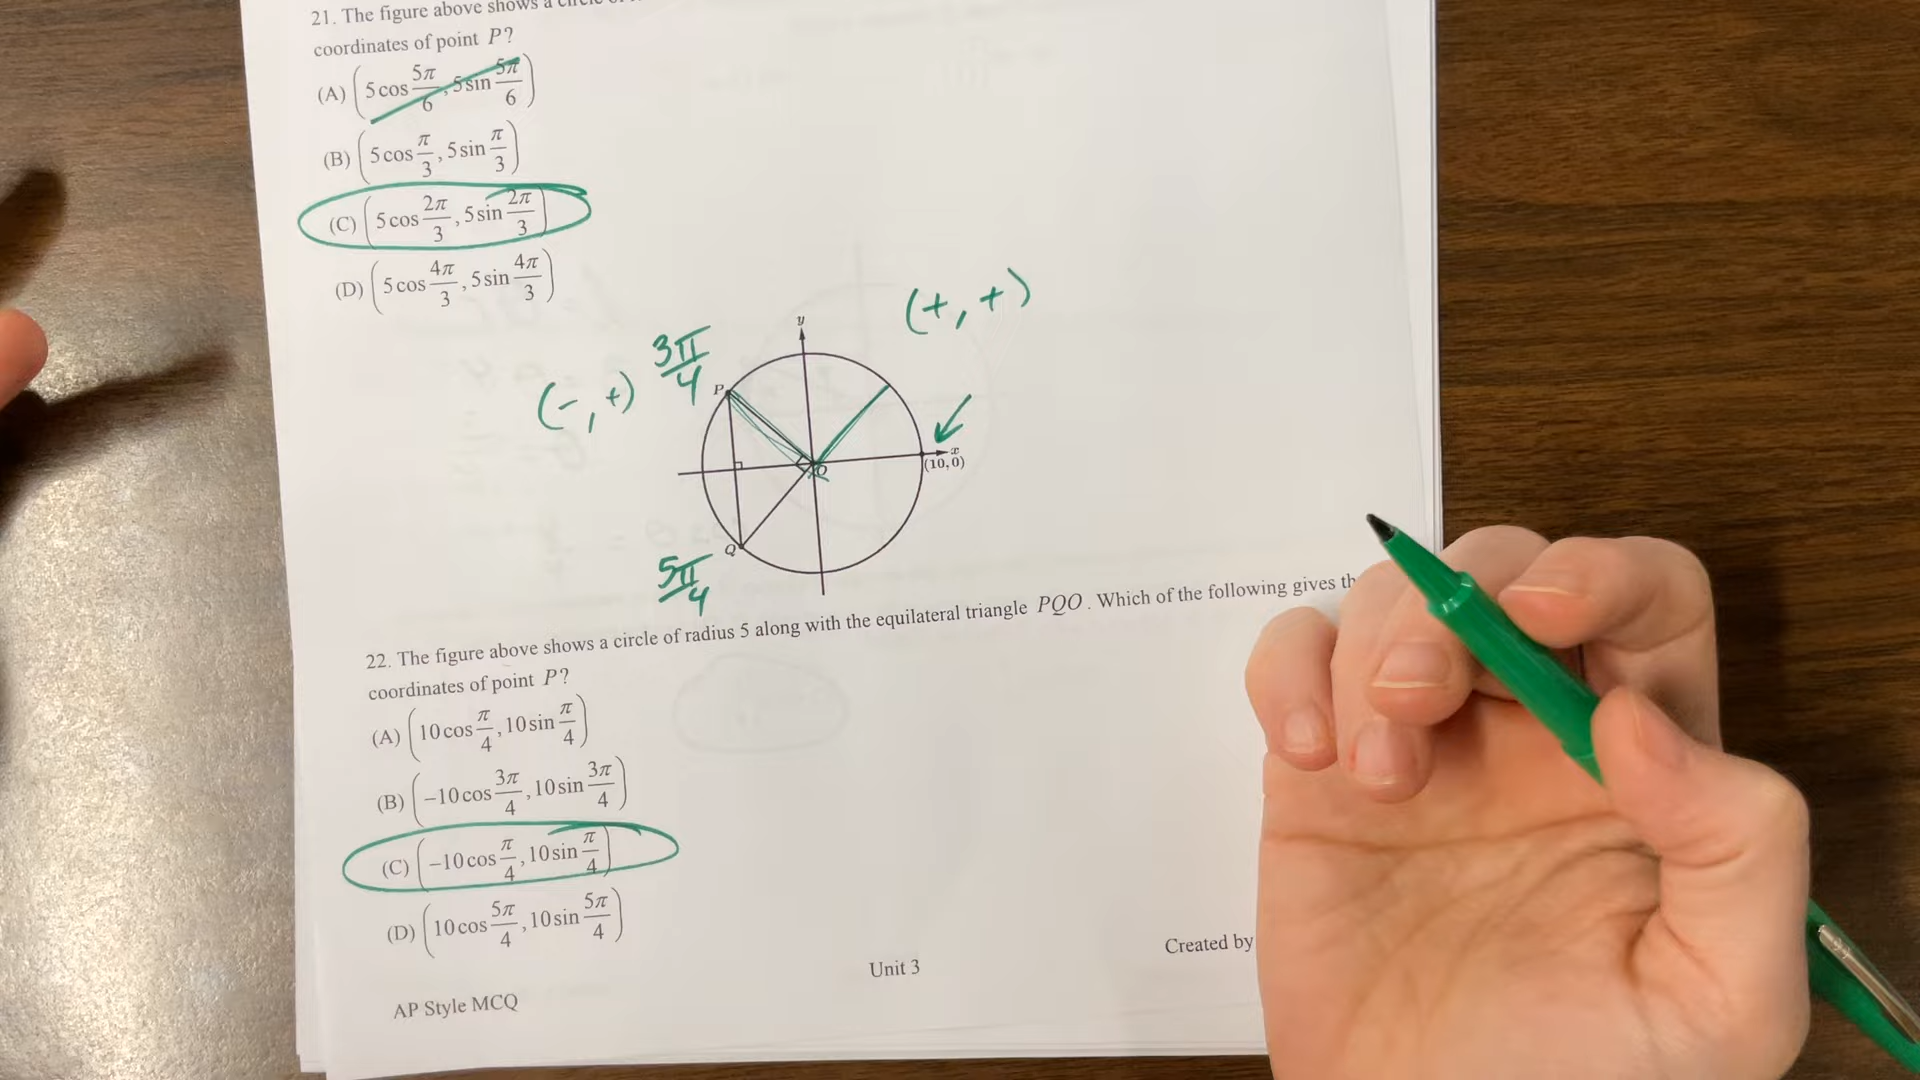 21. The figure above shows a circle of
coordinates of point P?
(A) (5 cos 5π/6, 5 sin 5π/6)
(B) (5 cos π/3, 5 sin π/3)
(C) (5 cos 2π/3, 5 sin 2π/3)
(D) (5 cos 4π/3, 5 sin 4π/3)
(+, +)
y
3π/4
(-, +)
P
x
O
(10, 0)
Q
5π/4
22. The figure above shows a circle of radius 5 along with the equilateral triangle PQO. Which of the following gives th
coordinates of point P?
(A) (10 cos π/4, 10 sin π/4)
(B) (−10 cos 3π/4, 10 sin 3π/4)
(C) (−10 cos π/4, 10 sin π/4)
(D) (10 cos 5π/4, 10 sin 5π/4)
Created by
Unit 3
AP Style MCQ